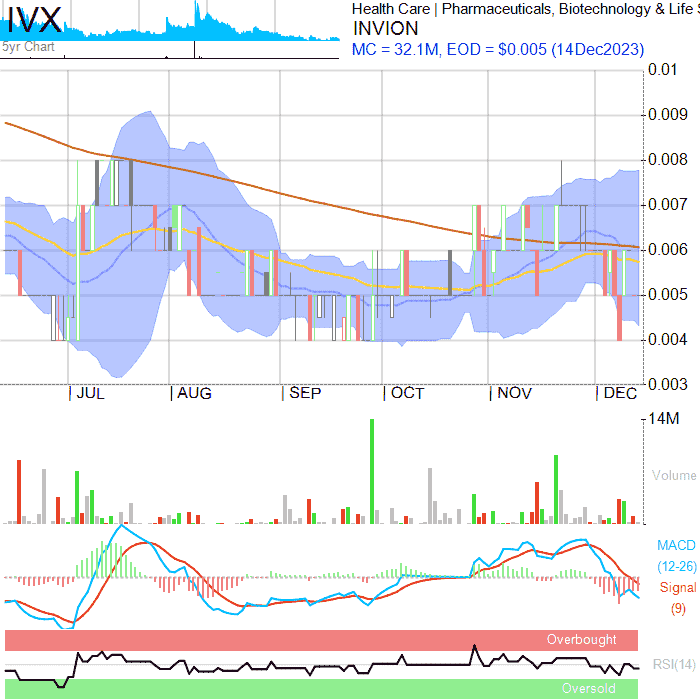 IVX
5yr Chart
Health Care | Pharmaceuticals, Biotechnology & Life S
INVION
MC = 32.1M, EOD = $0.005 (14Dec2023)
0.01
0.009
0.008
0.007
0.006
0.005
0.004
0.003
JUL AUG SEP OCT NOV DEC
14M
Volume
MACD
(12-26)
Signal
(9)
Overbought
RSI(14)
Oversold